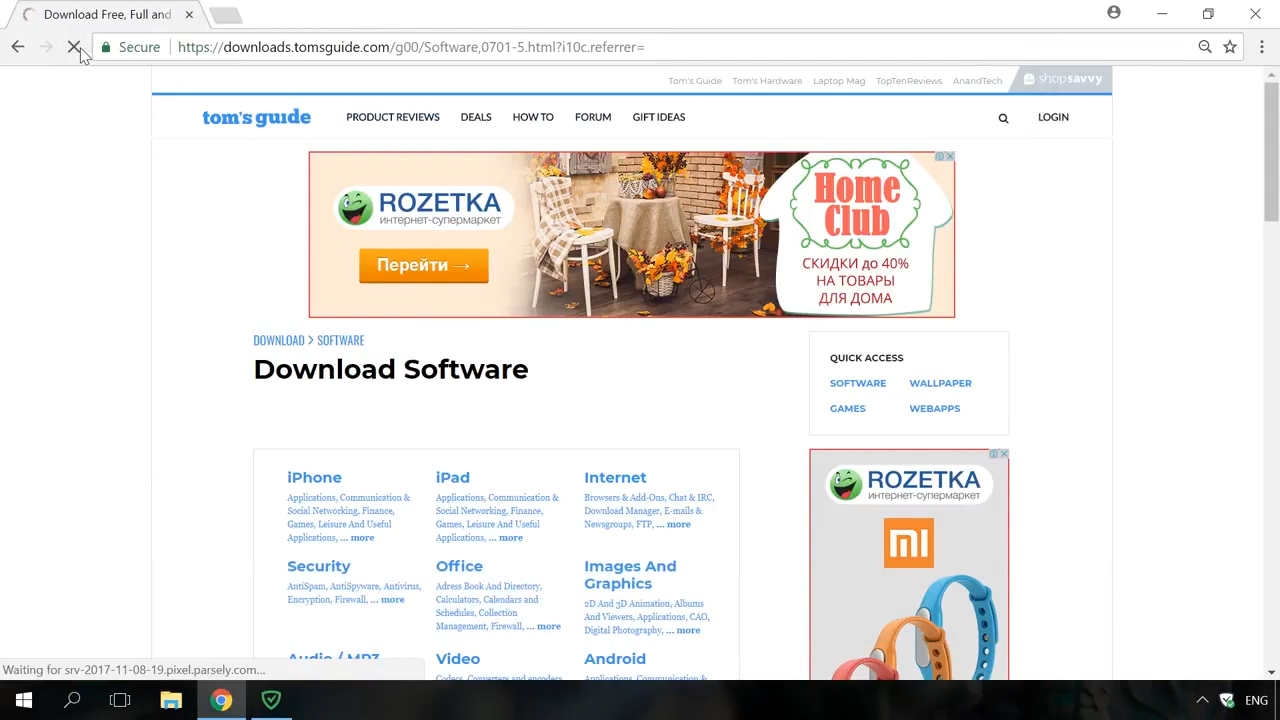 Download Free, Full and
Secure
https://downloads.tomsguide.com/g00/Software,0701-5.html?i10c.referrer=
Tom's Guide Tom's Hardware Laptop Mag TopTenReviews AnandTech shopsavvy
tom's guide PRODUCT REVIEWS DEALS HOW TO FORUM GIFT IDEAS LOGIN
ROZETKA
интернет-супермаркет
Перейти →
Home
Club
СКИДКИ до 40%
НА ТОВАРЫ
ДЛЯ ДОМА
DOWNLOAD > SOFTWARE
Download Software
QUICK ACCESS
SOFTWARE WALLPAPER
GAMES WEBAPPS
iPhone
Applications, Communication &
Social Networking, Finance,
Games, Leisure And Useful
Applications, ... more
iPad
Applications, Communication &
Social Networking, Finance,
Games, Leisure And Useful
Applications, ... more
Internet
Browsers & Add-Ons, Chat & IRC,
Download Manager, E-mails &
Newsgroups, FTP, ... more
Security
AntiSpam, AntiSpyware, Antivirus,
Encryption, Firewall, ... more
Office
Adress Book And Directory,
Calculators, Calendars and
Schedules, Collection
Management, Firewall, ... more
Images And
Graphics
2D And 3D Animation, Albums
And Viewers, Applications, CAO,
Digital Photography, ... more
Audio / MP3
Video
Codecs, Converters and encoders
Android
Applications, Communication &
ROZETKA
интернет-супермаркет
MI
Waiting for srv-2017-11-08-19.pixel.parsely.com...
ENG